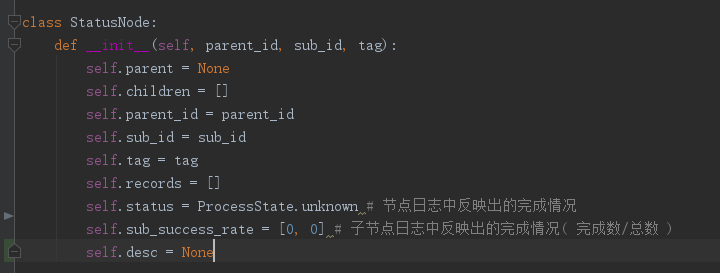 class StatusNode:
def __init__(self, parent_id, sub_id, tag):
self.parent = None
self.children = []
self.parent_id = parent_id
self.sub_id = sub_id
self.tag = tag
self.records = []
self.status = ProcessState.unknown # 节点日志中反映出的完成情况
self.sub_success_rate = [0, 0] # 子节点日志中反映出的完成情况( 完成数/总数 )
self.desc = None